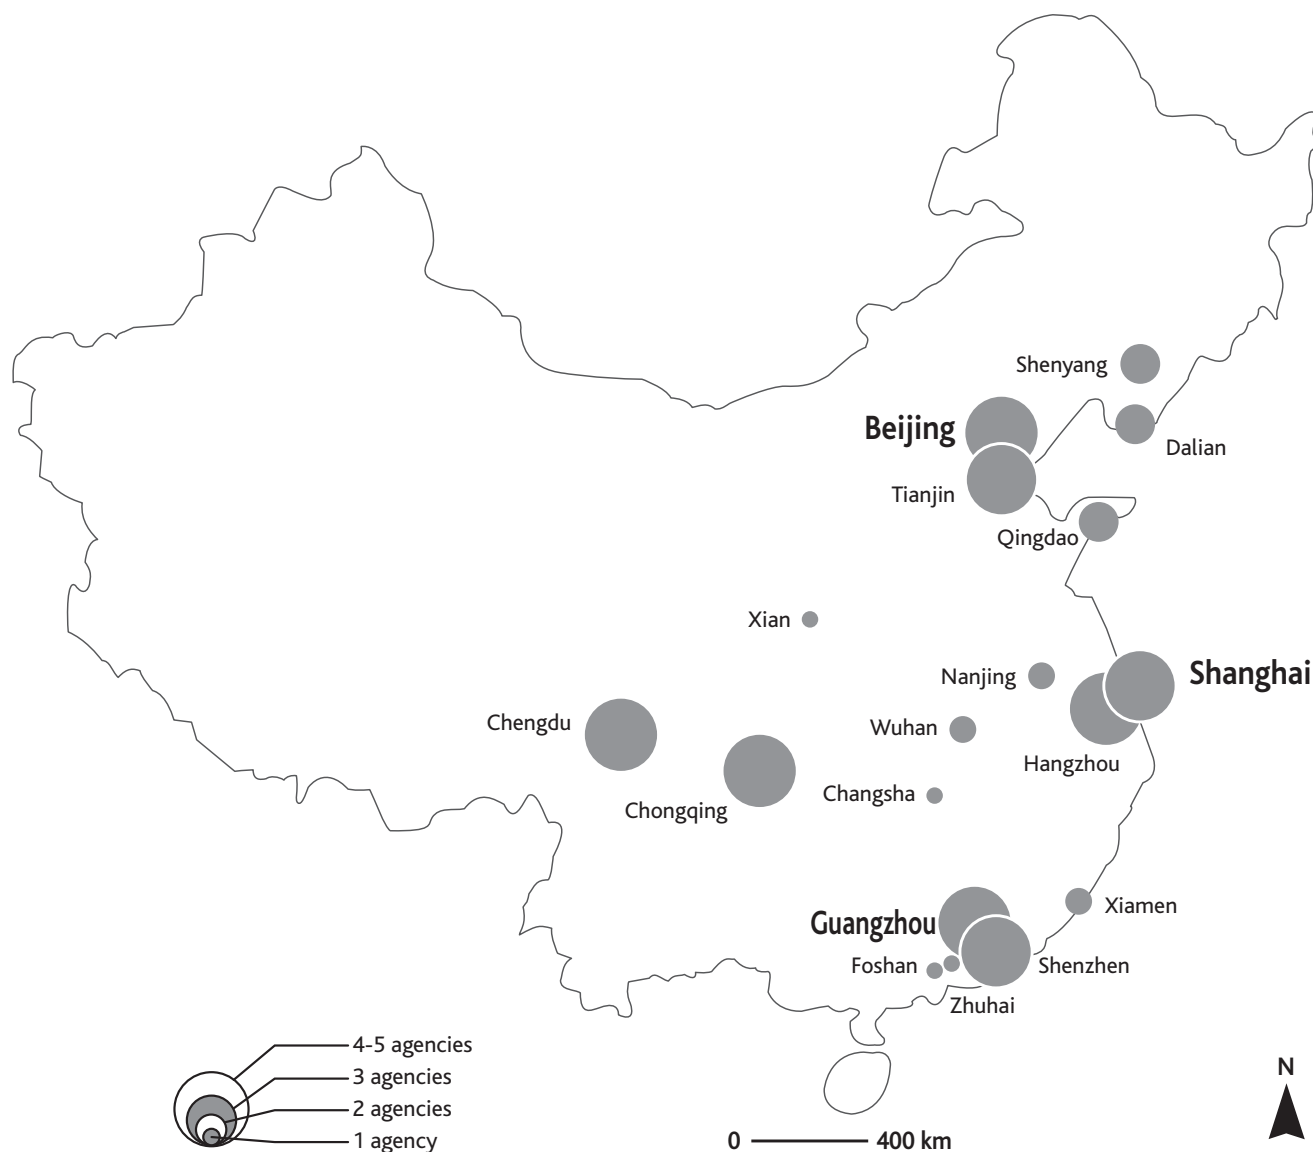 Shenyang
Beijing
Dalian
Tianjin
Qingdao
Xian
Shanghai
Nanjing
Chengdu
Wuhan
Hangzhou
Changsha
Chongqing
Xiamen
Guangzhou
Foshan
Shenzhen
Zhuhai
4-5 agencies
3 agencies
2 agencies
1 agency
0
400 km
N